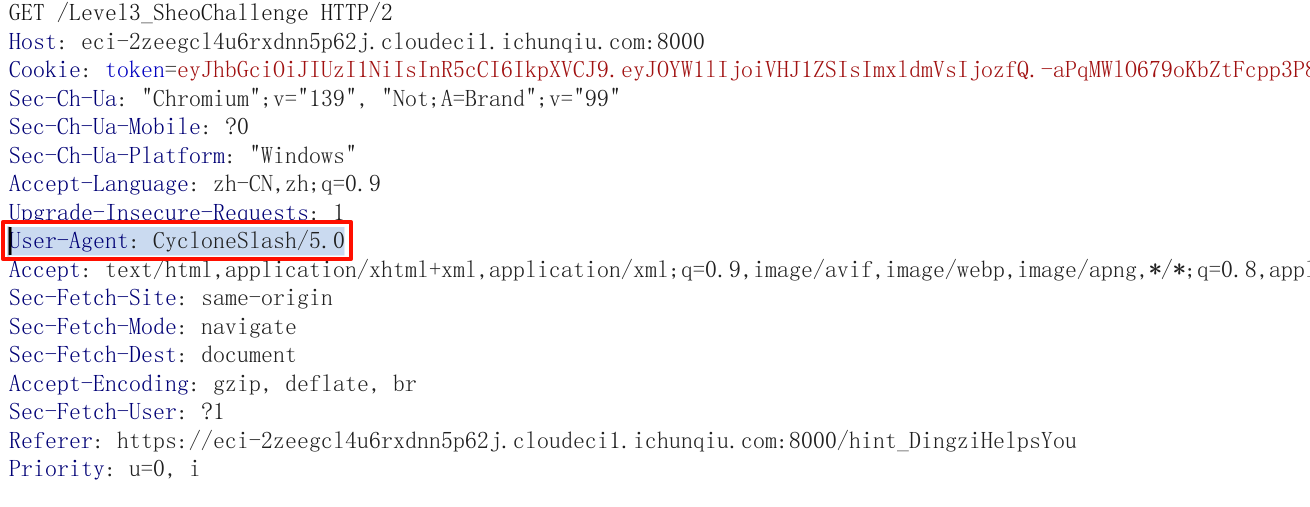 GET /Level3_SheoChallenge HTTP/2
Host: eci-2zeegcl4u6rxdnn5p62j.cloudeci1.ichunqiu.com:8000
Cookie: token=eyJhbGciOiJIUzI1NiIsInR5cCI6IkpXVCJ9.eyJOYW1lIjoiVHJ1ZSIsImxldmVsIjozfQ.-aPqMWlO679oKbZtFcpp3P8
Sec-Ch-Ua: "Chromium";v="139", "Not;A=Brand";v="99"
Sec-Ch-Ua-Mobile: ?0
Sec-Ch-Ua-Platform: "Windows"
Accept-Language: zh-CN,zh;q=0.9
Upgrade-Insecure-Requests: 1
User-Agent: CycloneSlash/5.0
Accept: text/html,application/xhtml+xml,application/xml;q=0.9,image/avif,image/webp,image/apng,*/*;q=0.8,appl
Sec-Fetch-Site: same-origin
Sec-Fetch-Mode: navigate
Sec-Fetch-Dest: document
Accept-Encoding: gzip, deflate, br
Sec-Fetch-User: ?1
Referer: https://eci-2zeegcl4u6rxdnn5p62j.cloudeci1.ichunqiu.com:8000/hint_DingziHelpsYou
Priority: u=0, i